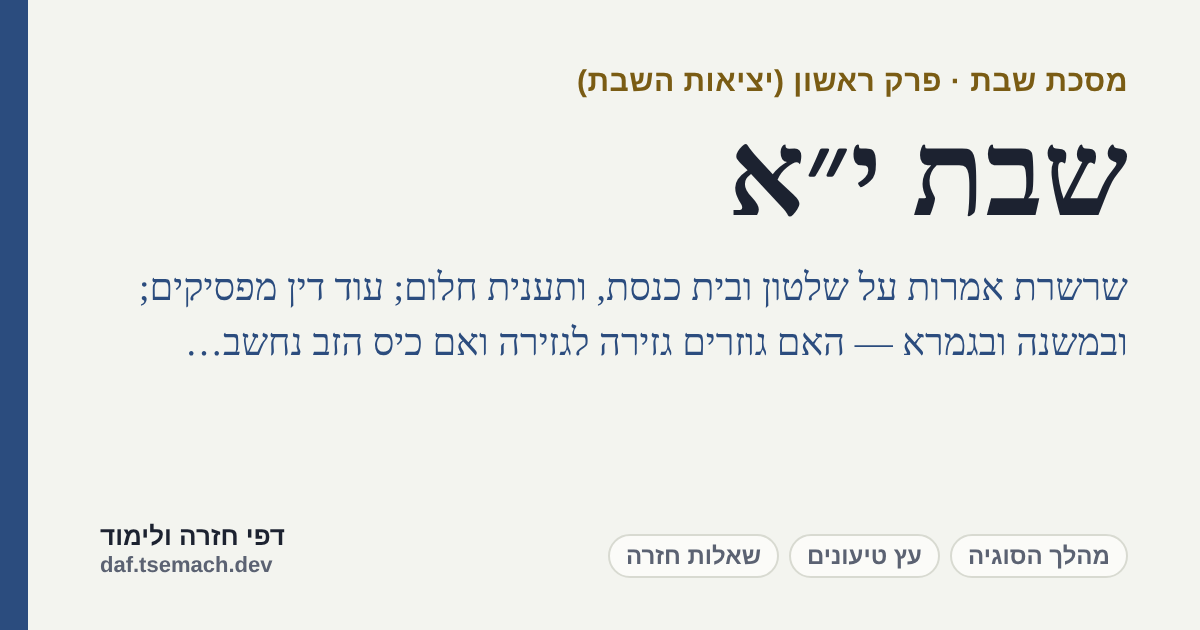 מסכת שבת · פרק ראשון (יציאות השבת)
שבת י״א
שרשרת אמרות על שלטון ובית כנסת, ותענית חלום; עוד דין מפסיקים;
ובמשנה ובגמרא — האם גוזרים גזירה לגזירה ואם כיס הזב נחשב…
מהלך הסוגיה
עץ טיעונים
שאלות חזרה
דפי חזרה ולימוד
daf.tsemach.dev